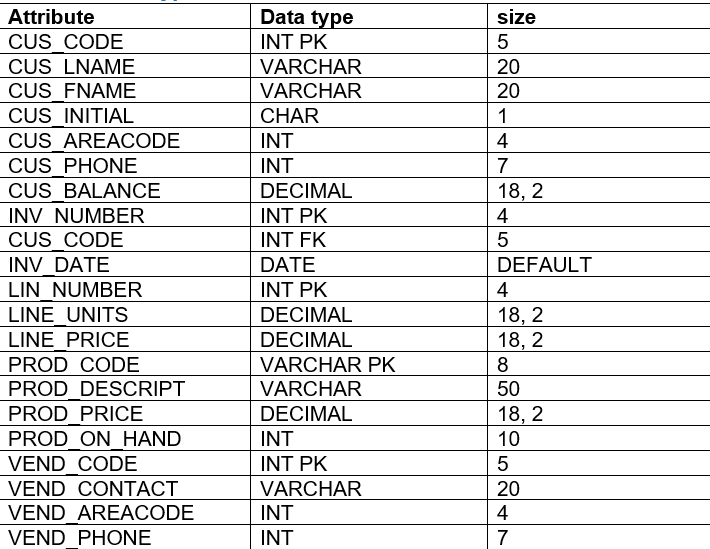 Attribute Data type size
CUS_CODE INT PK 5
CUS_LNAME VARCHAR 20
CUS_FNAME VARCHAR 20
CUS_INITIAL CHAR 1
CUS_AREACODE INT 4
CUS_PHONE INT 7
CUS_BALANCE DECIMAL 18, 2
INV_NUMBER INT PK 4
CUS_CODE INT FK 5
INV_DATE DATE DEFAULT
LIN_NUMBER INT PK 4
LINE_UNITS DECIMAL 18, 2
LINE_PRICE DECIMAL 18, 2
PROD_CODE VARCHAR PK 8
PROD_DESCRIPT VARCHAR 50
PROD_PRICE DECIMAL 18, 2
PROD_ON_HAND INT 10
VEND_CODE INT PK 5
VEND_CONTACT VARCHAR 20
VEND_AREACODE INT 4
VEND_PHONE INT 7